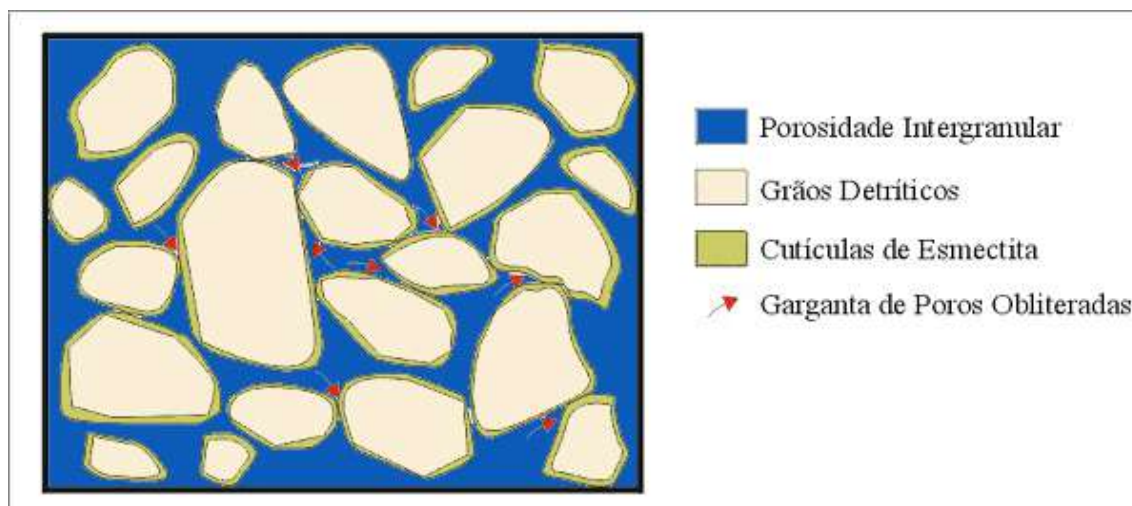 Porosidade Intergranular
Grãos Detríticos
Cutículas de Esmectita
Garganta de Poros Obliteradas